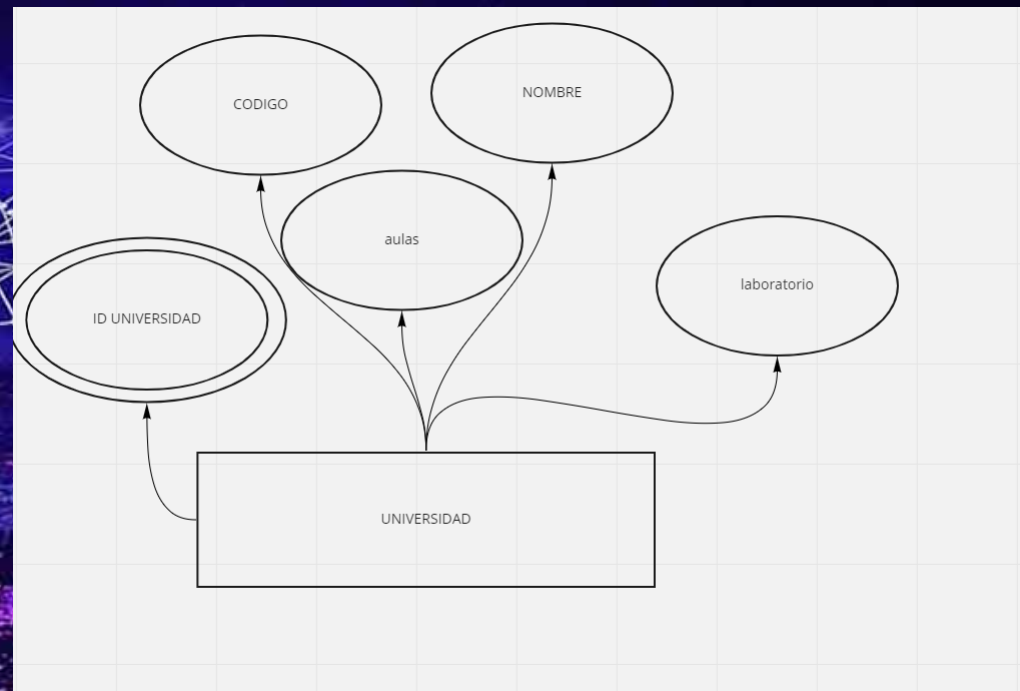 CODIGO
NOMBRE
aulas
laboratorio
ID UNIVERSIDAD
UNIVERSIDAD